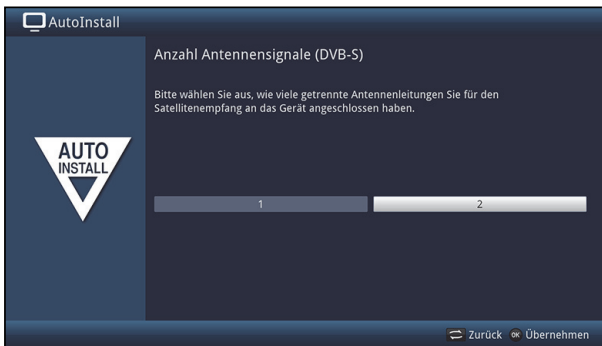 AutoInstall
Anzahl Antennensignale (DVB-S)
Bitte wählen Sie aus, wie viele getrennte Antennenleitungen Sie für den
Satellitenempfang an das Gerät angeschlossen haben.
AUTO
INSTALL
1 2
Zurück OK Übernehmen